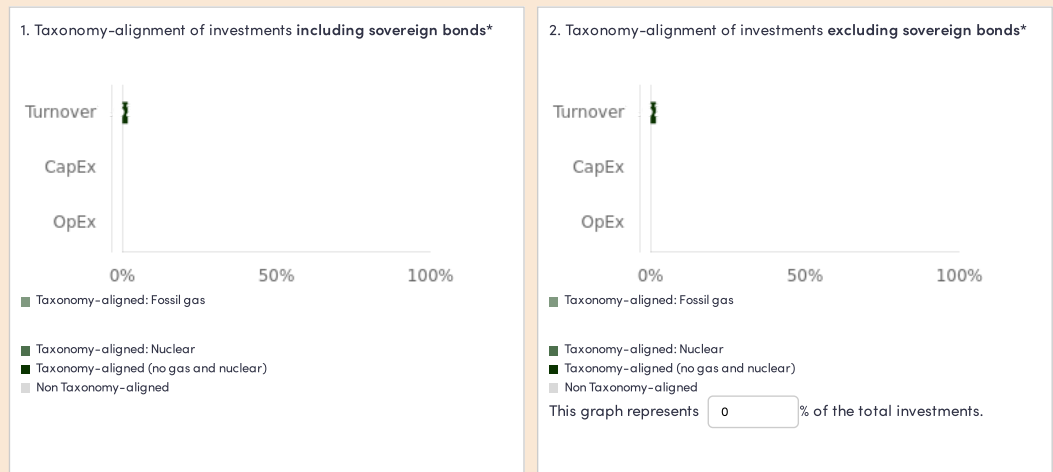 1. Taxonomy-alignment of investments including sovereign bonds*
Turnover
CapEx
OpEx
0% 50% 100%
Taxonomy-aligned: Fossil gas
Taxonomy-aligned: Nuclear
Taxonomy-aligned (no gas and nuclear)
Non Taxonomy-aligned
2. Taxonomy-alignment of investments excluding sovereign bonds*
Turnover
CapEx
OpEx
0% 50% 100%
Taxonomy-aligned: Fossil gas
Taxonomy-aligned: Nuclear
Taxonomy-aligned (no gas and nuclear)
Non Taxonomy-aligned
This graph represents 0 % of the total investments.